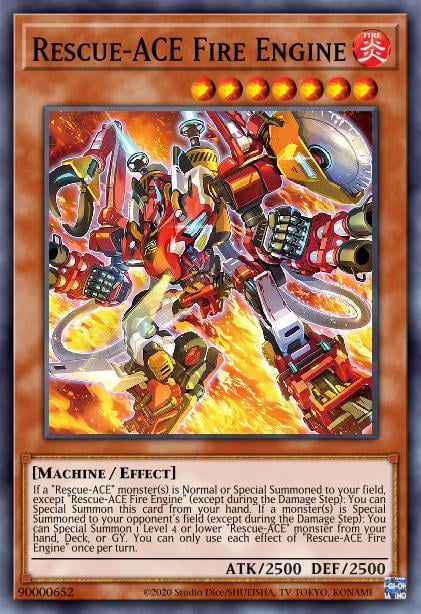 Rescue-ACE Fire Engine
FIRE
炎
[Machine / Effect]
If a "Rescue-ACE" monster(s) is Normal or Special Summoned to your field,
except "Rescue-ACE Fire Engine" (except during the Damage Step): You can
Special Summon this card from your hand. If a monster(s) is Special
Summoned to your opponent's field (except during the Damage Step): You
can Special Summon 1 Level 4 or lower "Rescue-ACE" monster from your
hand, Deck, or GY. You can only use each effect of "Rescue-ACE Fire
Engine" once per turn.
ATK/2500 DEF/2500
90000652
©2020 Studio Dice/SHUEISHA, TV TOKYO, KONAMI